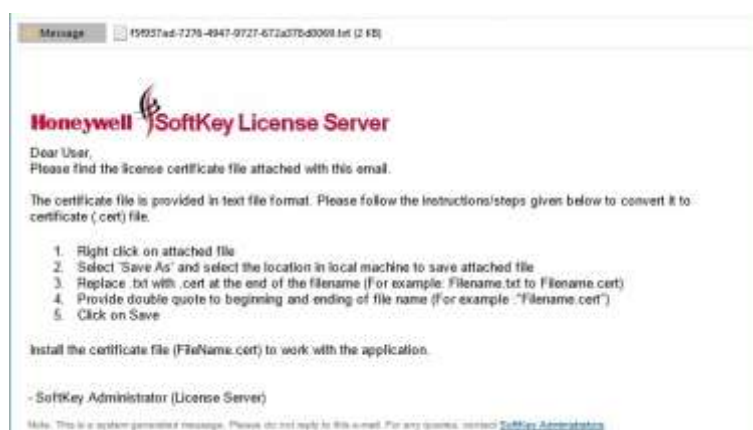 Message
f5f937ad-7276-4947-9727-672a378d0069.txt (2 KB)
Honeywell SoftKey License Server
Dear User,
Please find the license certificate file attached with this email.
The certificate file is provided in text file format. Please follow the instructions/steps given below to convert it to
certificate (.cert) file.
1. Right click on attached file
2. Select 'Save As' and select the location in local machine to save attached file
3. Replace .txt with .cert at the end of the filename (For example: Filename.txt to Filename.cert)
4. Provide double quote to beginning and ending of file name (For example :"Filename.cert")
5. Click on Save
Install the certificate file (FileName.cert) to work with the application.
- SoftKey Administrator (License Server)
Note: This is a system generated message. Please do not reply to this e-mail. For any queries, contact SoftKey Administrators